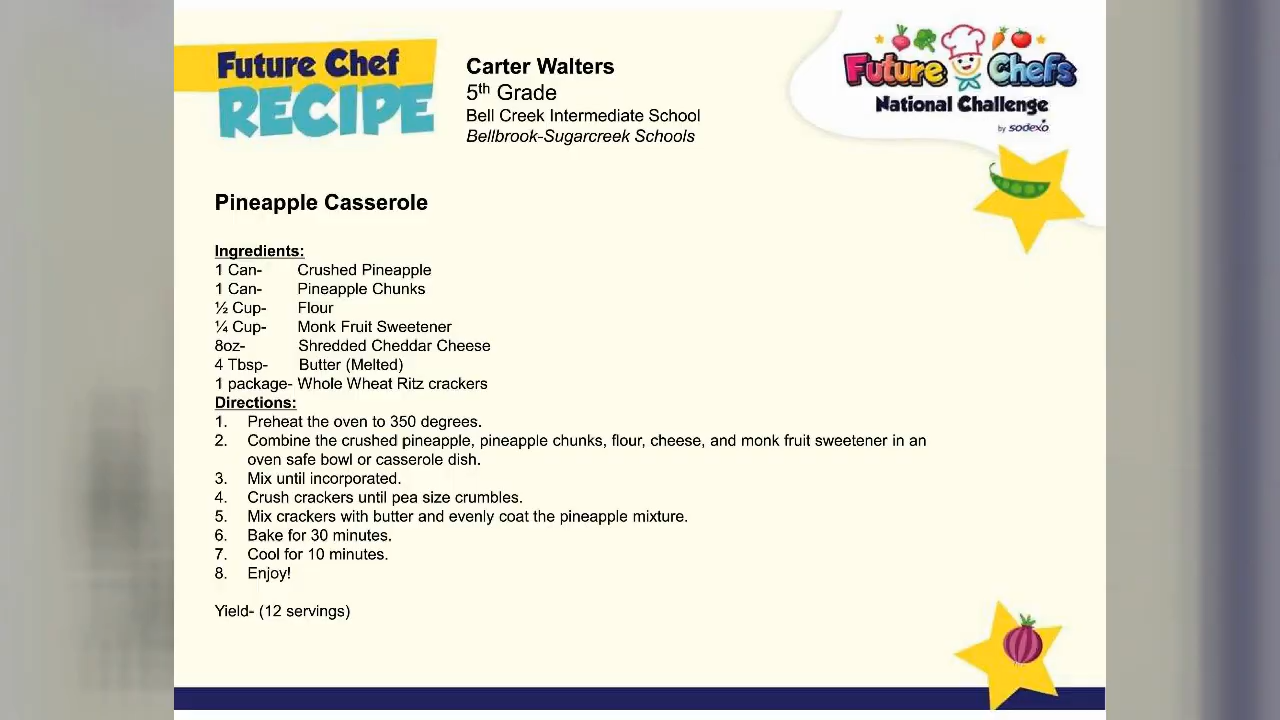 Future Chef
RECIPE
Carter Walters
5th Grade
Bell Creek Intermediate School
Bellbrook-Sugarcreek Schools
Future Chefs
National Challenge
by sodexo
Pineapple Casserole
Ingredients:
1 Can- Crushed Pineapple
1 Can- Pineapple Chunks
½ Cup- Flour
¼ Cup- Monk Fruit Sweetener
8oz- Shredded Cheddar Cheese
4 Tbsp- Butter (Melted)
1 package- Whole Wheat Ritz crackers
Directions:
1. Preheat the oven to 350 degrees.
2. Combine the crushed pineapple, pineapple chunks, flour, cheese, and monk fruit sweetener in an
oven safe bowl or casserole dish.
3. Mix until incorporated.
4. Crush crackers until pea size crumbles.
5. Mix crackers with butter and evenly coat the pineapple mixture.
6. Bake for 30 minutes.
7. Cool for 10 minutes.
8. Enjoy!
Yield- (12 servings)